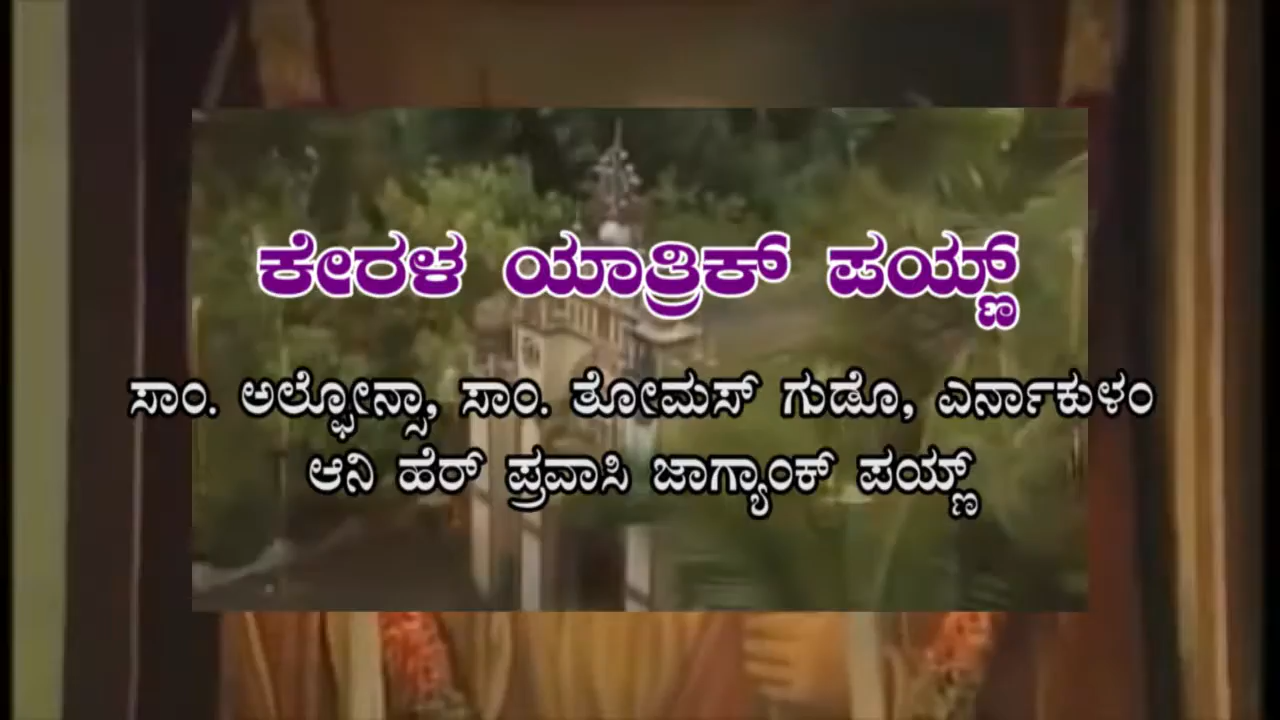 ಕೇರಳ ಯಾತ್ರಿಕ್ ಪಯ್ಣ್
ಸಾಂ. ಅಲ್ಫೋನ್ಸಾ, ಸಾಂ. ತೋಮಸ್ ಗುಡೊ, ಎರ್ನಾಕುಳಂ
ಆನಿ ಹೆರ್ ಪ್ರವಾಸಿ ಜಾಗ್ಯಾಂಕ್ ಪಯ್ಣ್